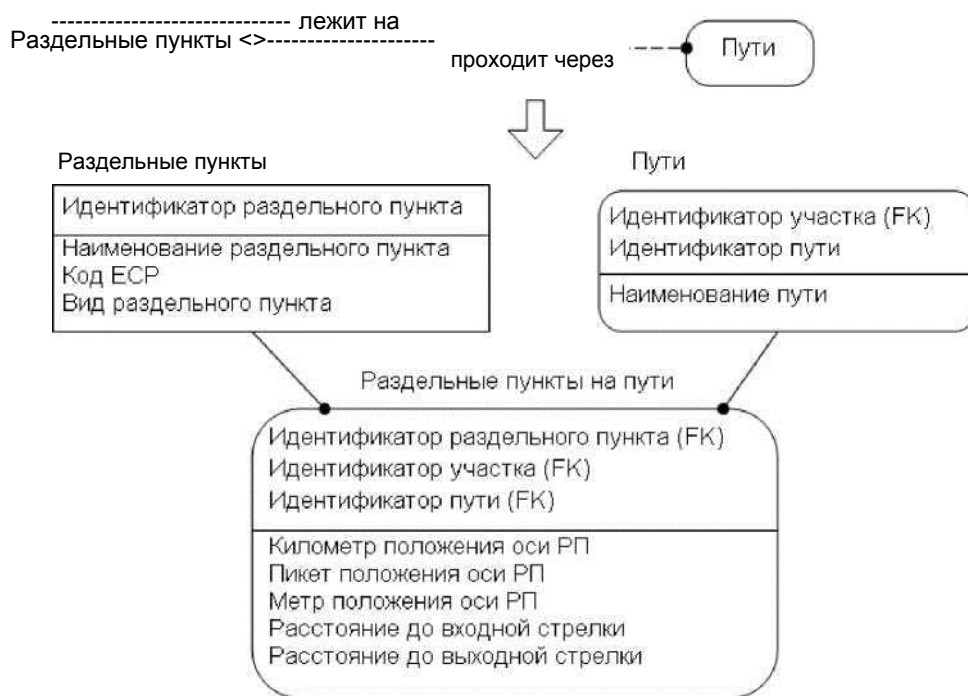 ------------------------------- лежит на
Раздельные пункты <>----------------------
проходит через
Пути
Раздельные пункты
Пути
Идентификатор раздельного пункта
Наименование раздельного пункта
Код ЕСР
Вид раздельного пункта
Идентификатор участка (FK)
Идентификатор пути
Наименование пути
Раздельные пункты на пути
Идентификатор раздельного пункта (FK)
Идентификатор участка (FK)
Идентификатор пути (FK)
Километр положения оси РП
Пикет положения оси РП
Метр положения оси РП
Расстояние до входной стрелки
Расстояние до выходной стрелки